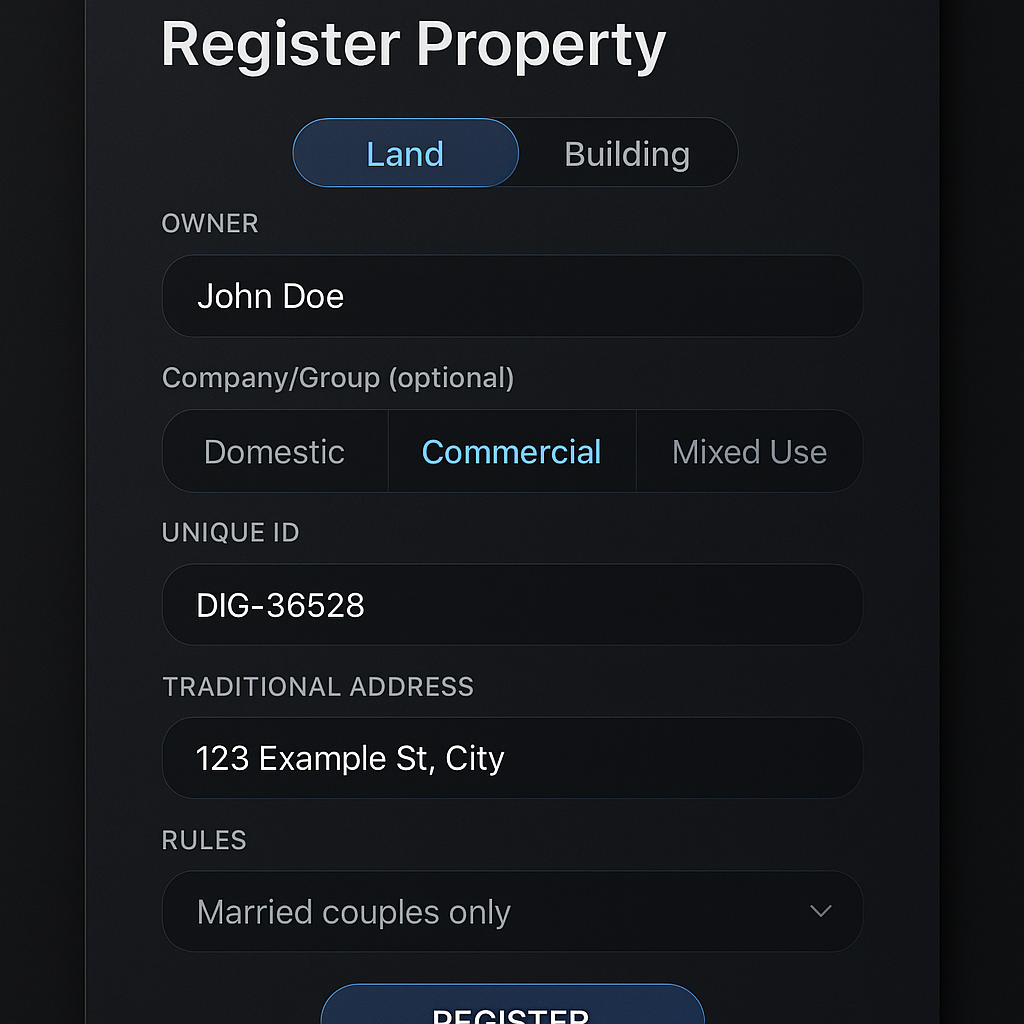 Register Property
Land Building
OWNER
John Doe
Company/Group (optional)
Domestic Commercial Mixed Use
UNIQUE ID
DIG-36528
TRADITIONAL ADDRESS
123 Example St, City
RULES
Married couples only
REGISTER